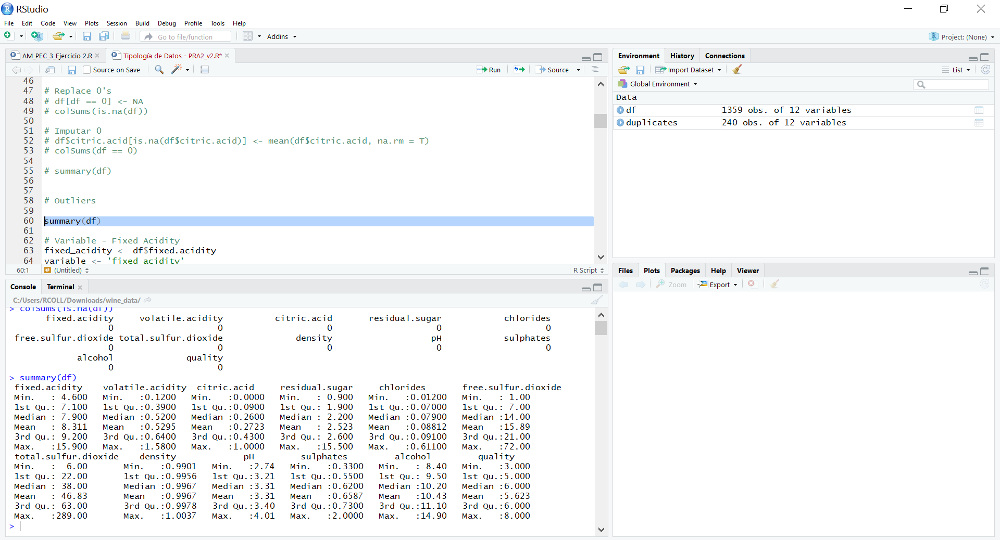 RStudio
File Edit Code View Plots Session Build Debug Profile Tools Help
Go to file/function Addins Project: (None)
AM_PEC_3_Ejercicio 2.R Tipología de Datos - PRA2_v2.R*
Source on Save Run Source
46
47 # Replace 0's
48 # df[df == 0] <- NA
49 # colSums(is.na(df))
50
51 # Imputar 0
52 # df$citric.acid[is.na(df$citric.acid)] <- mean(df$citric.acid, na.rm = T)
53 # colSums(df == 0)
54
55 # summary(df)
56
57
58 # Outliers
59
60 summary(df)
61
62 # Variable - Fixed Acidity
63 fixed_acidity <- df$fixed.acidity
64 variable <- 'fixed acidity'
60:1 (Untitled) R Script
Console Terminal
C:/Users/RCOLL/Downloads/wine_data/
> colSums(is.na(df))
fixed.acidity volatile.acidity citric.acid residual.sugar chlorides
0 0 0 0 0
free.sulfur.dioxide total.sulfur.dioxide density pH sulphates
0 0 0 0 0
alcohol quality
0 0
> summary(df)
fixed.acidity volatile.acidity citric.acid residual.sugar chlorides free.sulfur.dioxide
Min. : 4.600 Min. :0.1200 Min. :0.0000 Min. : 0.900 Min. :0.01200 Min. : 1.00
1st Qu.: 7.100 1st Qu.:0.3900 1st Qu.:0.0900 1st Qu.: 1.900 1st Qu.:0.07000 1st Qu.: 7.00
Median : 7.900 Median :0.5200 Median :0.2600 Median : 2.200 Median :0.07900 Median :14.00
Mean : 8.311 Mean :0.5295 Mean :0.2723 Mean : 2.523 Mean :0.08812 Mean :15.89
3rd Qu.: 9.200 3rd Qu.:0.6400 3rd Qu.:0.4300 3rd Qu.: 2.600 3rd Qu.:0.09100 3rd Qu.:21.00
Max. :15.900 Max. :1.5800 Max. :1.0000 Max. :15.500 Max. :0.61100 Max. :72.00
total.sulfur.dioxide density pH sulphates alcohol quality
Min. : 6.00 Min. :0.9901 Min. :2.74 Min. :0.3300 Min. : 8.40 Min. :3.000
1st Qu.: 22.00 1st Qu.:0.9956 1st Qu.:3.21 1st Qu.:0.5500 1st Qu.: 9.50 1st Qu.:5.000
Median : 38.00 Median :0.9967 Median :3.31 Median :0.6200 Median :10.20 Median :6.000
Mean : 46.83 Mean :0.9967 Mean :3.31 Mean :0.6587 Mean :10.43 Mean :5.623
3rd Qu.: 63.00 3rd Qu.:0.9978 3rd Qu.:3.40 3rd Qu.:0.7300 3rd Qu.:11.10 3rd Qu.:6.000
Max. :289.00 Max. :1.0037 Max. :4.01 Max. :2.0000 Max. :14.90 Max. :8.000
>
Environment History Connections
Import Dataset List
Global Environment
Data
df 1359 obs. of 12 variables
duplicates 240 obs. of 12 variables
Files Plots Packages Help Viewer
Zoom Export